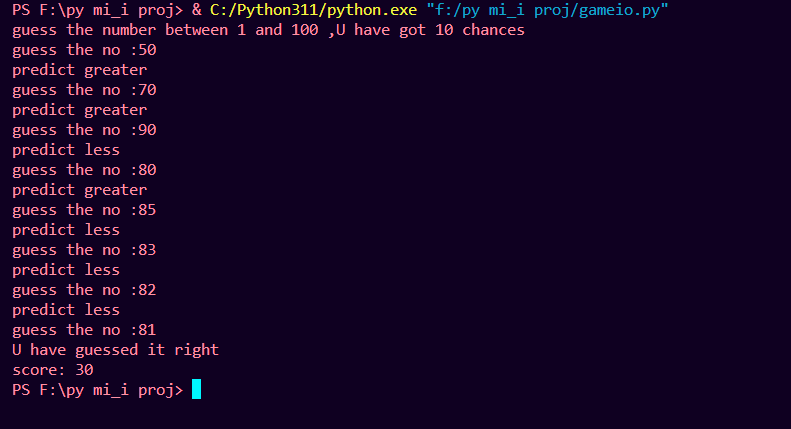 PS F:\py mi_i proj> & C:/Python311/python.exe "f:/py mi_i proj/gameio.py"
guess the number between 1 and 100 ,U have got 10 chances
guess the no :50
predict greater
guess the no :70
predict greater
guess the no :90
predict less
guess the no :80
predict greater
guess the no :85
predict less
guess the no :83
predict less
guess the no :82
predict less
guess the no :81
U have guessed it right
score: 30
PS F:\py mi_i proj>